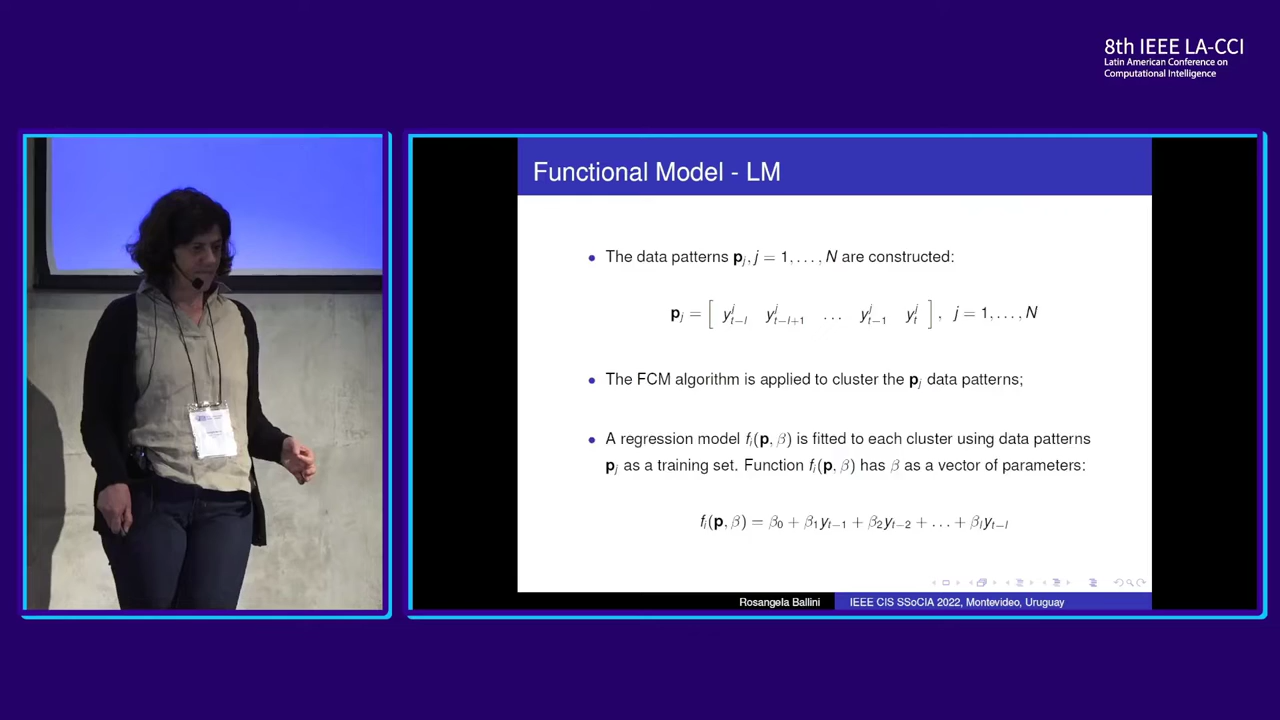 8th IEEE LA-CCI
Latin American Conference on
Computational Intelligence
Functional Model - LM
• The data patterns p_j, j = 1, . . . , N are constructed:
p_j = [ y^j_{t−l} y^j_{t−l+1} . . . y^j_{t−1} y^j_t ] , j = 1, . . . , N
• The FCM algorithm is applied to cluster the p_j data patterns;
• A regression model f_i(p, β) is fitted to each cluster using data patterns
p_j as a training set. Function f_i(p, β) has β as a vector of parameters:
f_i(p, β) = β_0 + β_1y_{t−1} + β_2y_{t−2} + . . . + β_ly_{t−l}
Rosangela Ballini
IEEE CIS SSoCIA 2022, Montevideo, Uruguay